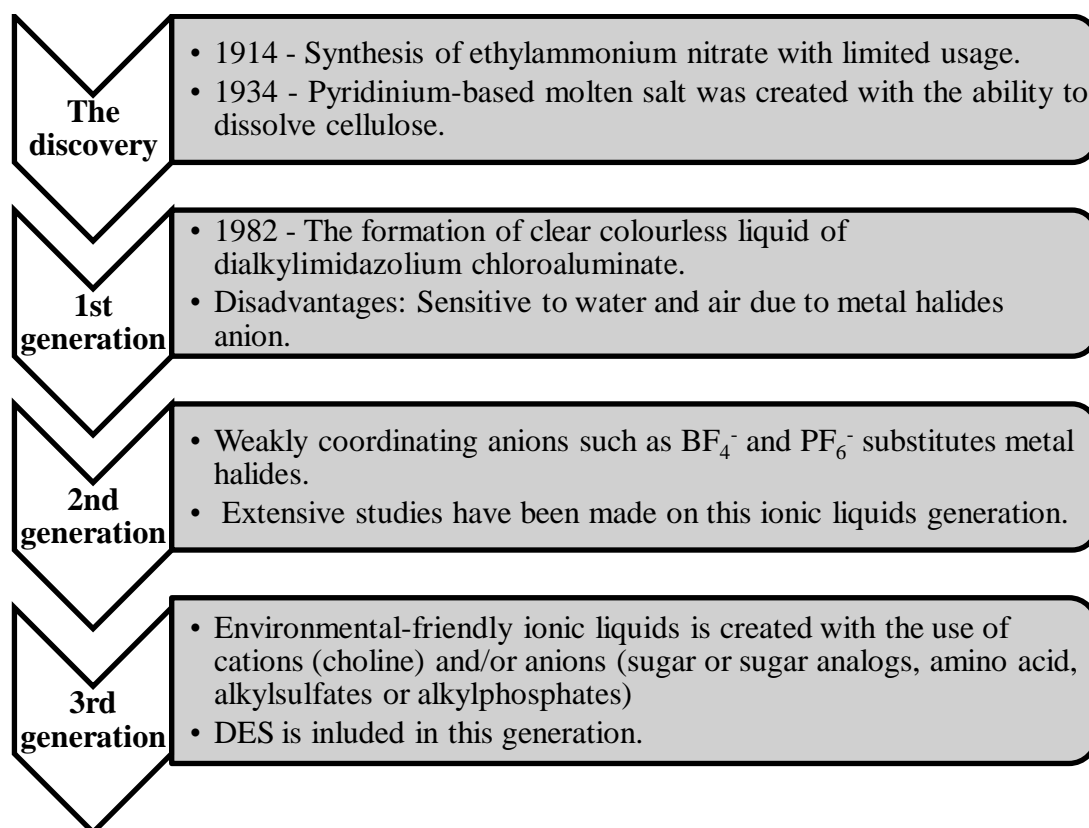 The
discovery
• 1914 - Synthesis of ethylammonium nitrate with limited usage.
• 1934 - Pyridinium-based molten salt was created with the ability to
dissolve cellulose.
1st
generation
• 1982 - The formation of clear colourless liquid of
dialkylimidazolium chloroaluminate.
• Disadvantages: Sensitive to water and air due to metal halides
anion.
2nd
generation
• Weakly coordinating anions such as BF₄⁻ and PF₆⁻ substitutes metal
halides.
• Extensive studies have been made on this ionic liquids generation.
3rd
generation
• Environmental-friendly ionic liquids is created with the use of
cations (choline) and/or anions (sugar or sugar analogs, amino acid,
alkylsulfates or alkylphosphates)
• DES is inluded in this generation.